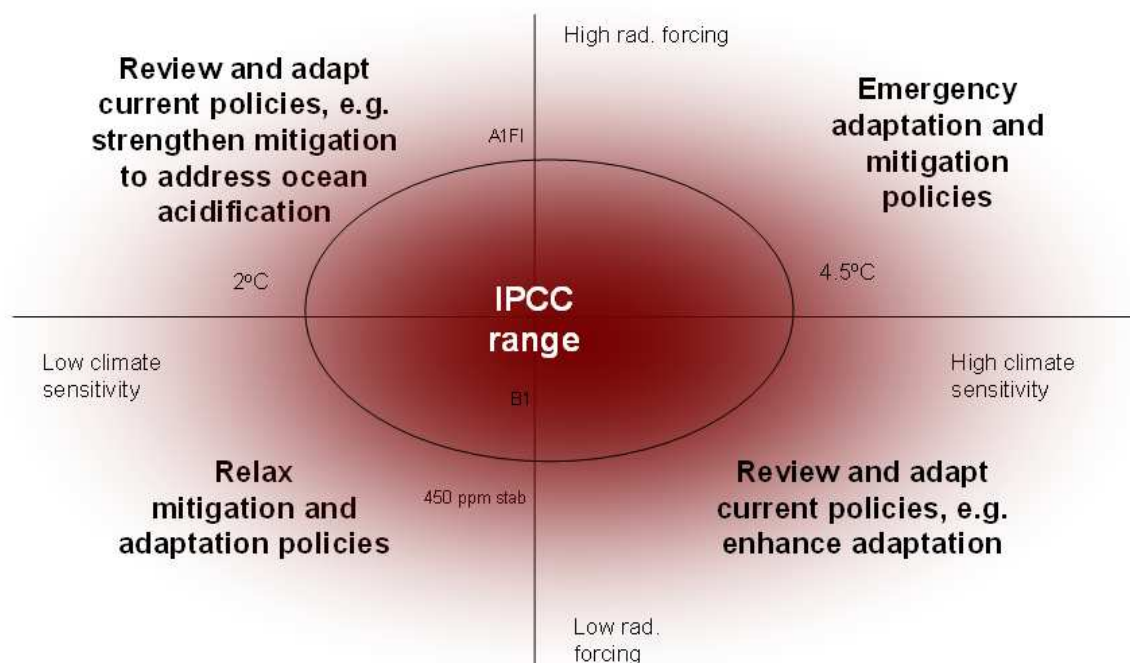 High rad. forcing
Review and adapt
current policies, e.g.
strengthen mitigation
to address ocean
acidification
Emergency
adaptation and
mitigation
policies
A1FI
2ºC
4.5ºC
IPCC
range
Low climate
sensitivity
High climate
sensitivity
B1
Relax
mitigation and
adaptation policies
450 ppm stab
Review and adapt
current policies, e.g.
enhance adaptation
Low rad.
forcing